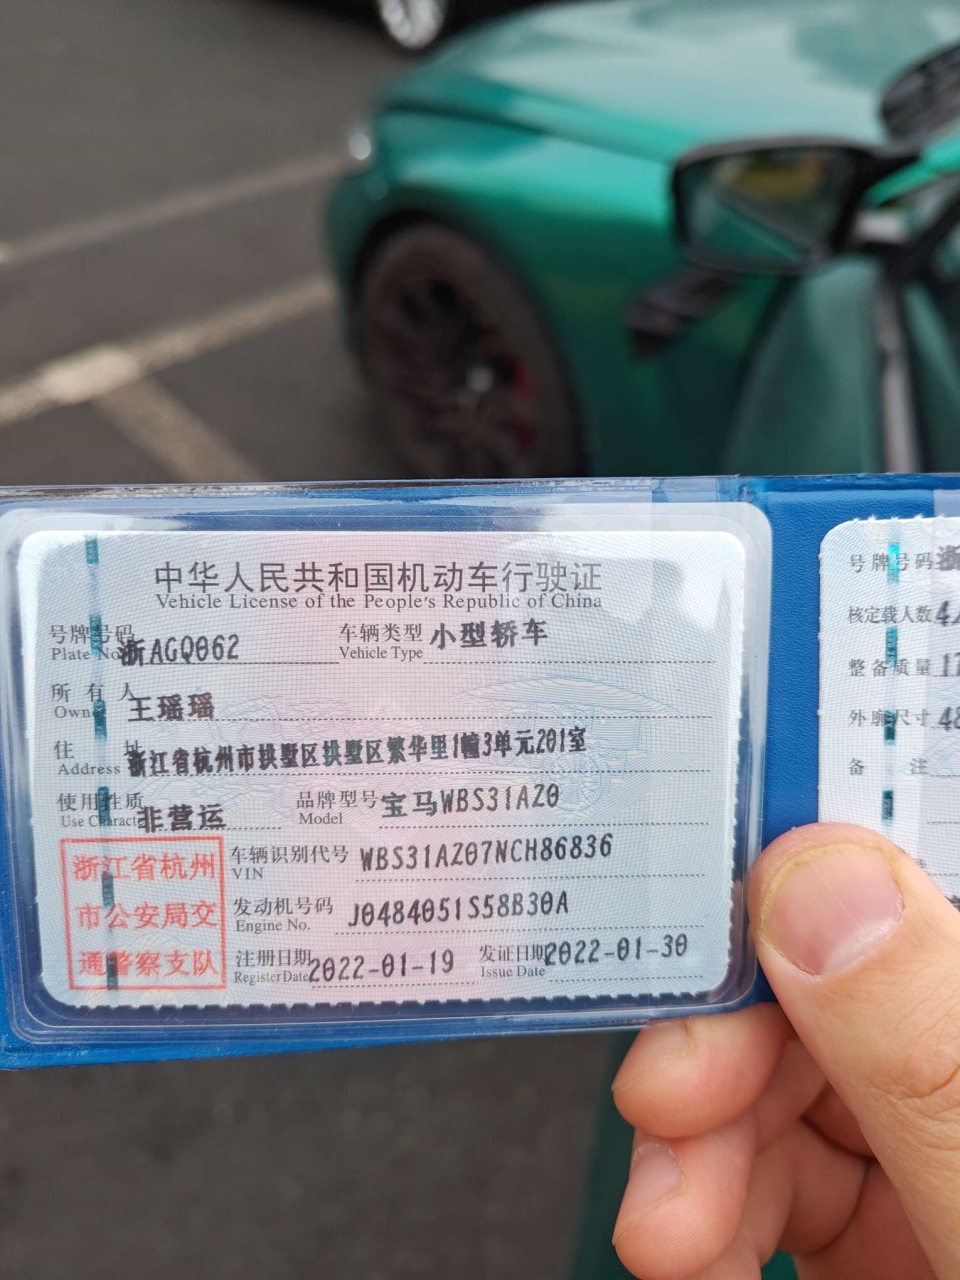 中华人民共和国机动车行驶证
Vehicle License of the People's Republic of China
号牌号码 浙AGQ062 车辆类型 小型轿车
Plate No. Vehicle Type
所有人 王瑶瑶
Owner
住址 浙江省杭州市拱墅区拱墅区繁华里1幢3单元201室
Address
使用性质 非营运 品牌型号 宝马WBS31AZ0
Use Character Model
浙江省杭州
市公安局交
通警察支队
车辆识别代号 WBS31AZ07NCH86836
VIN
发动机号码 J0484051S58B30A
Engine No.
注册日期 2022-01-19 发证日期 2022-01-30
Register Date Issue Date
号牌号码 浙
核定载人数 4
整备质量 17
外廓尺寸 48
备注